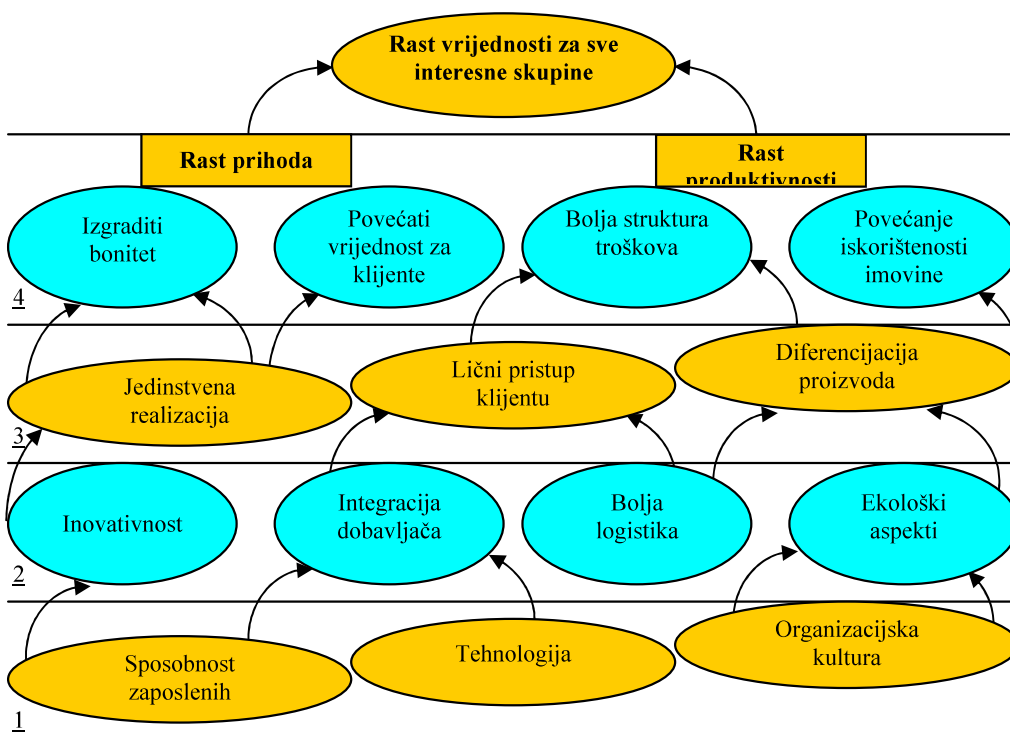 Rast vrijednosti za sve
interesne skupine
Rast prihoda
Rast
produktivnosti
Izgraditi
bonitet
Povećati
vrijednost za
klijente
Bolja struktura
troškova
Povećanje
iskorištenosti
imovine
4
Jedinstvena
realizacija
Lični pristup
klijentu
Diferencijacija
proizvoda
3
Inovativnost
Integracija
dobavljača
Bolja
logistika
Ekološki
aspekti
2
Sposobnost
zaposlenih
Tehnologija
Organizacijska
kultura
1